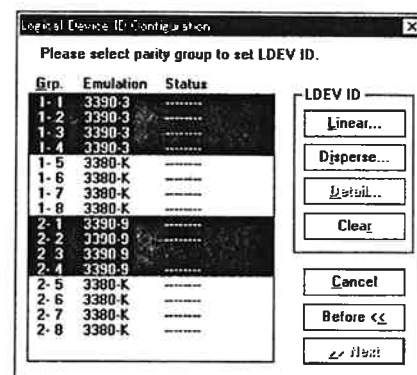 Logical Device ID Configuration
Please select parity group to set LDEV ID.
Grp. Emulation Status
1- 1 3390-3 -------
1- 2 3390-3 -------
1- 3 3390-3 -------
1- 4 3390-3 -------
1- 5 3380-K -------
1- 6 3380-K -------
1- 7 3380-K -------
1- 8 3380-K -------
2- 1 3390-9 -------
2- 2 3390-9 -------
2- 3 3390-9 -------
2- 4 3390-9 -------
2- 5 3380-K -------
2- 6 3380-K -------
2- 7 3380-K -------
2- 8 3380-K -------
LDEV ID
Linear...
Disperse...
Detail...
Clear
Cancel
Before <<
>> Next